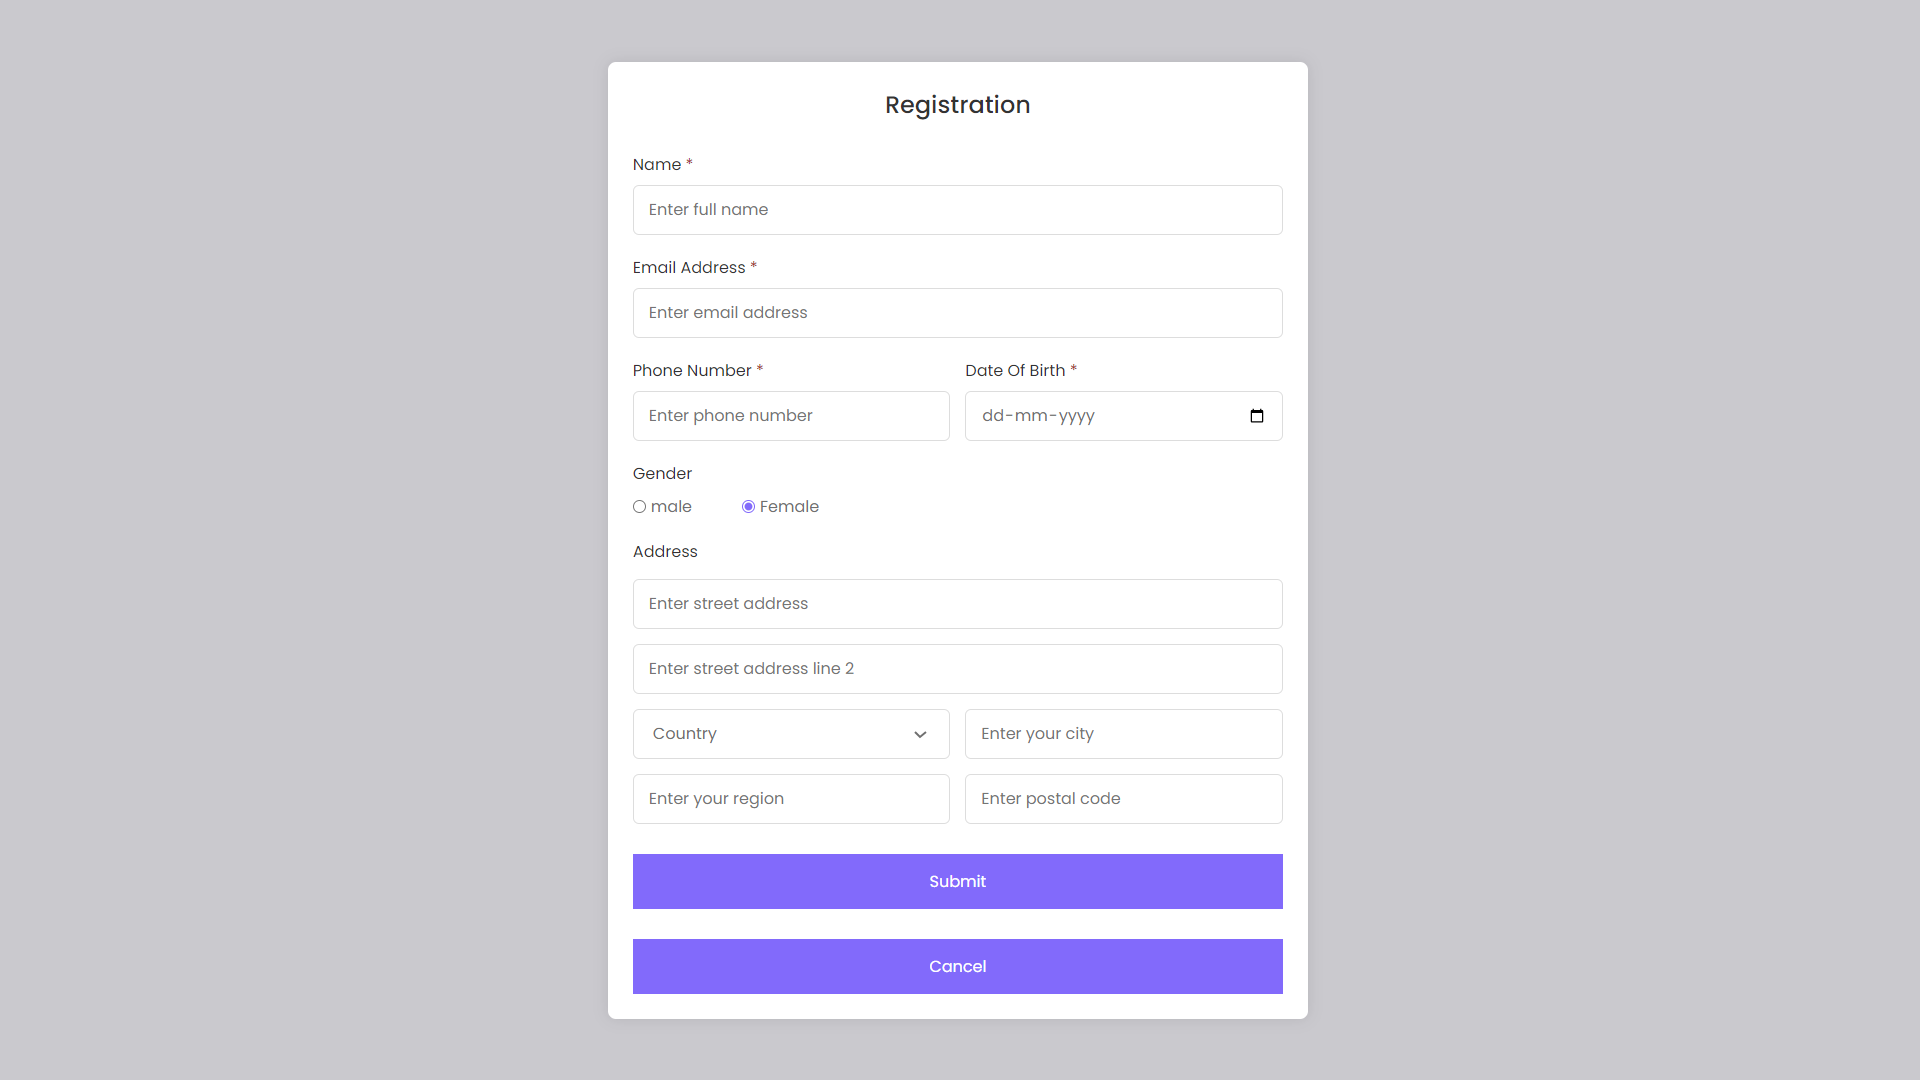 Registration
Name *
Enter full name
Email Address *
Enter email address
Phone Number * Date Of Birth *
Enter phone number dd-mm-yyyy
Gender
male Female
Address
Enter street address
Enter street address line 2
Country Enter your city
Enter your region Enter postal code
Submit
Cancel